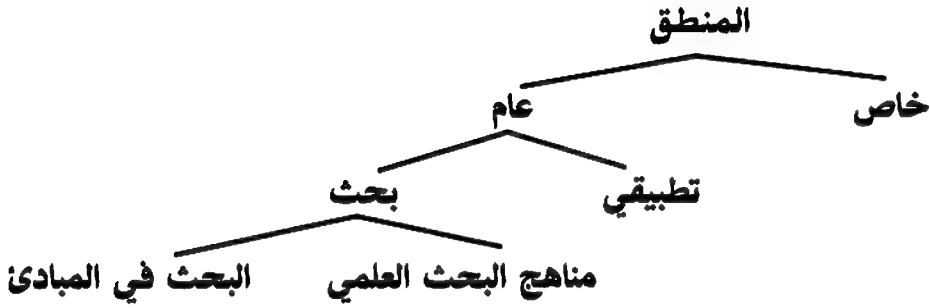 المنطق
خاص
عام
تطبيقي
بحث
مناهج البحث العلمي
البحث في المبادئ